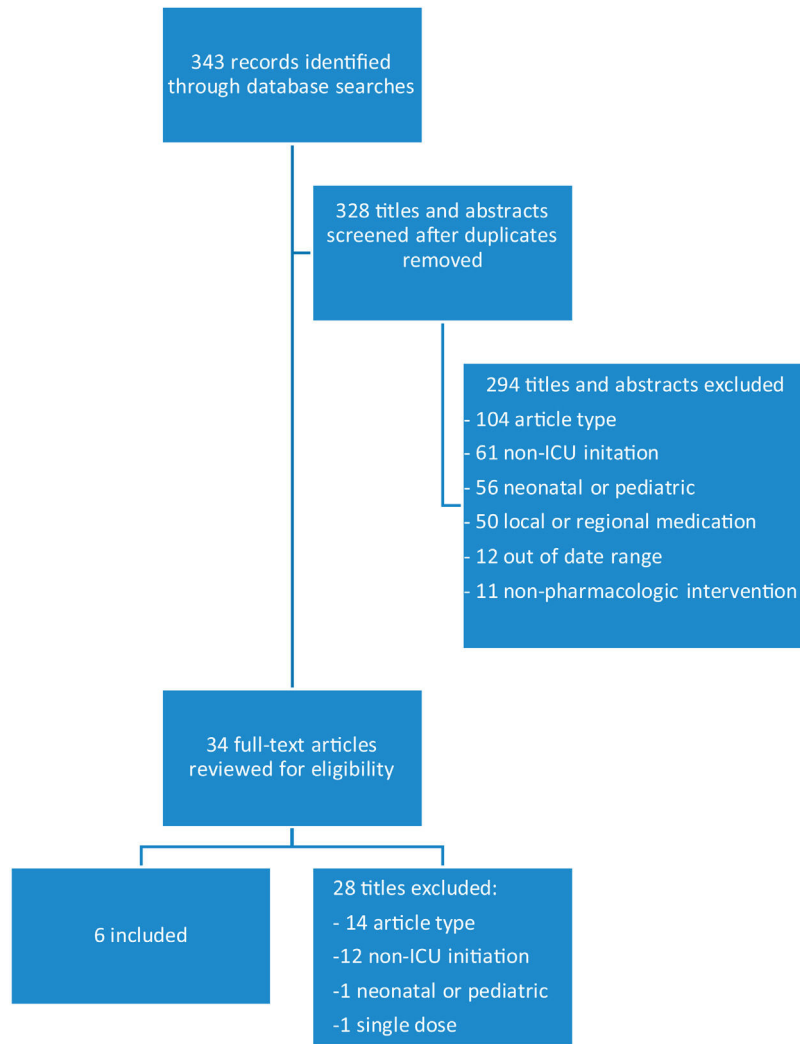 343 records identified
through database searches
328 titles and abstracts
screened after duplicates
removed
294 titles and abstracts excluded
- 104 article type
- 61 non-ICU initation
- 56 neonatal or pediatric
- 50 local or regional medication
- 12 out of date range
- 11 non-pharmacologic intervention
34 full-text articles
reviewed for eligibility
6 included
28 titles excluded:
- 14 article type
-12 non-ICU initiation
-1 neonatal or pediatric
-1 single dose